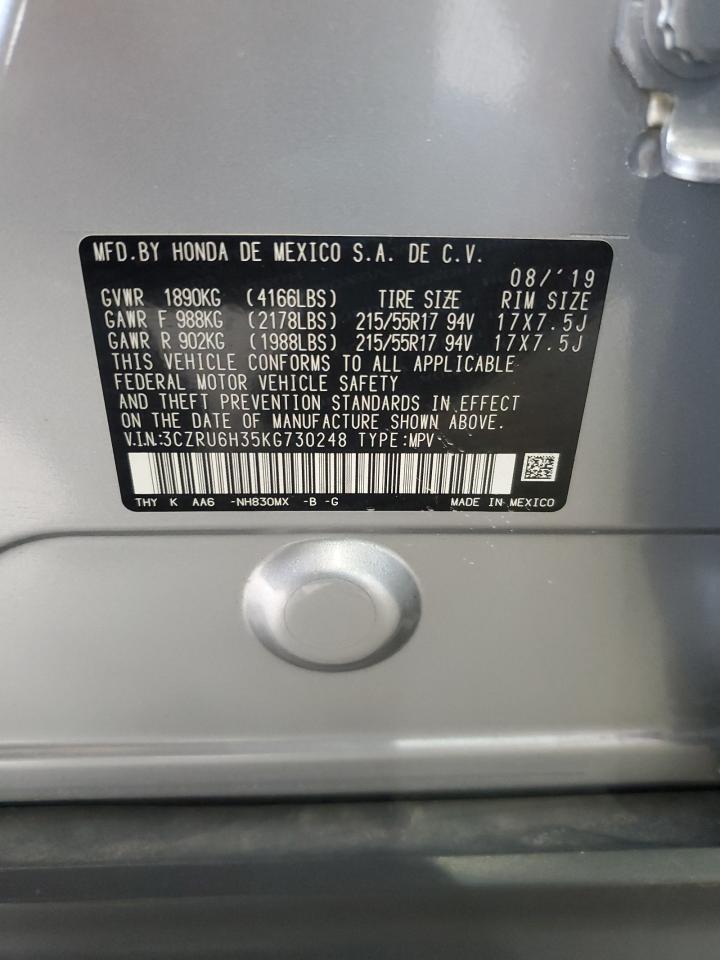 MFD.BY HONDA DE MEXICO S.A. DE C.V.
08/'19
GVWR 1890KG (4166LBS) TIRE SIZE RIM SIZE
GAWR F 988KG (2178LBS) 215/55R17 94V 17X7.5J
GAWR R 902KG (1988LBS) 215/55R17 94V 17X7.5J
THIS VEHICLE CONFORMS TO ALL APPLICABLE
FEDERAL MOTOR VEHICLE SAFETY
AND THEFT PREVENTION STANDARDS IN EFFECT
ON THE DATE OF MANUFACTURE SHOWN ABOVE.
V.I.N:3CZRU6H35KG730248 TYPE:MPV
THY K AA6 -NH830MX -B -G MADE IN MEXICO